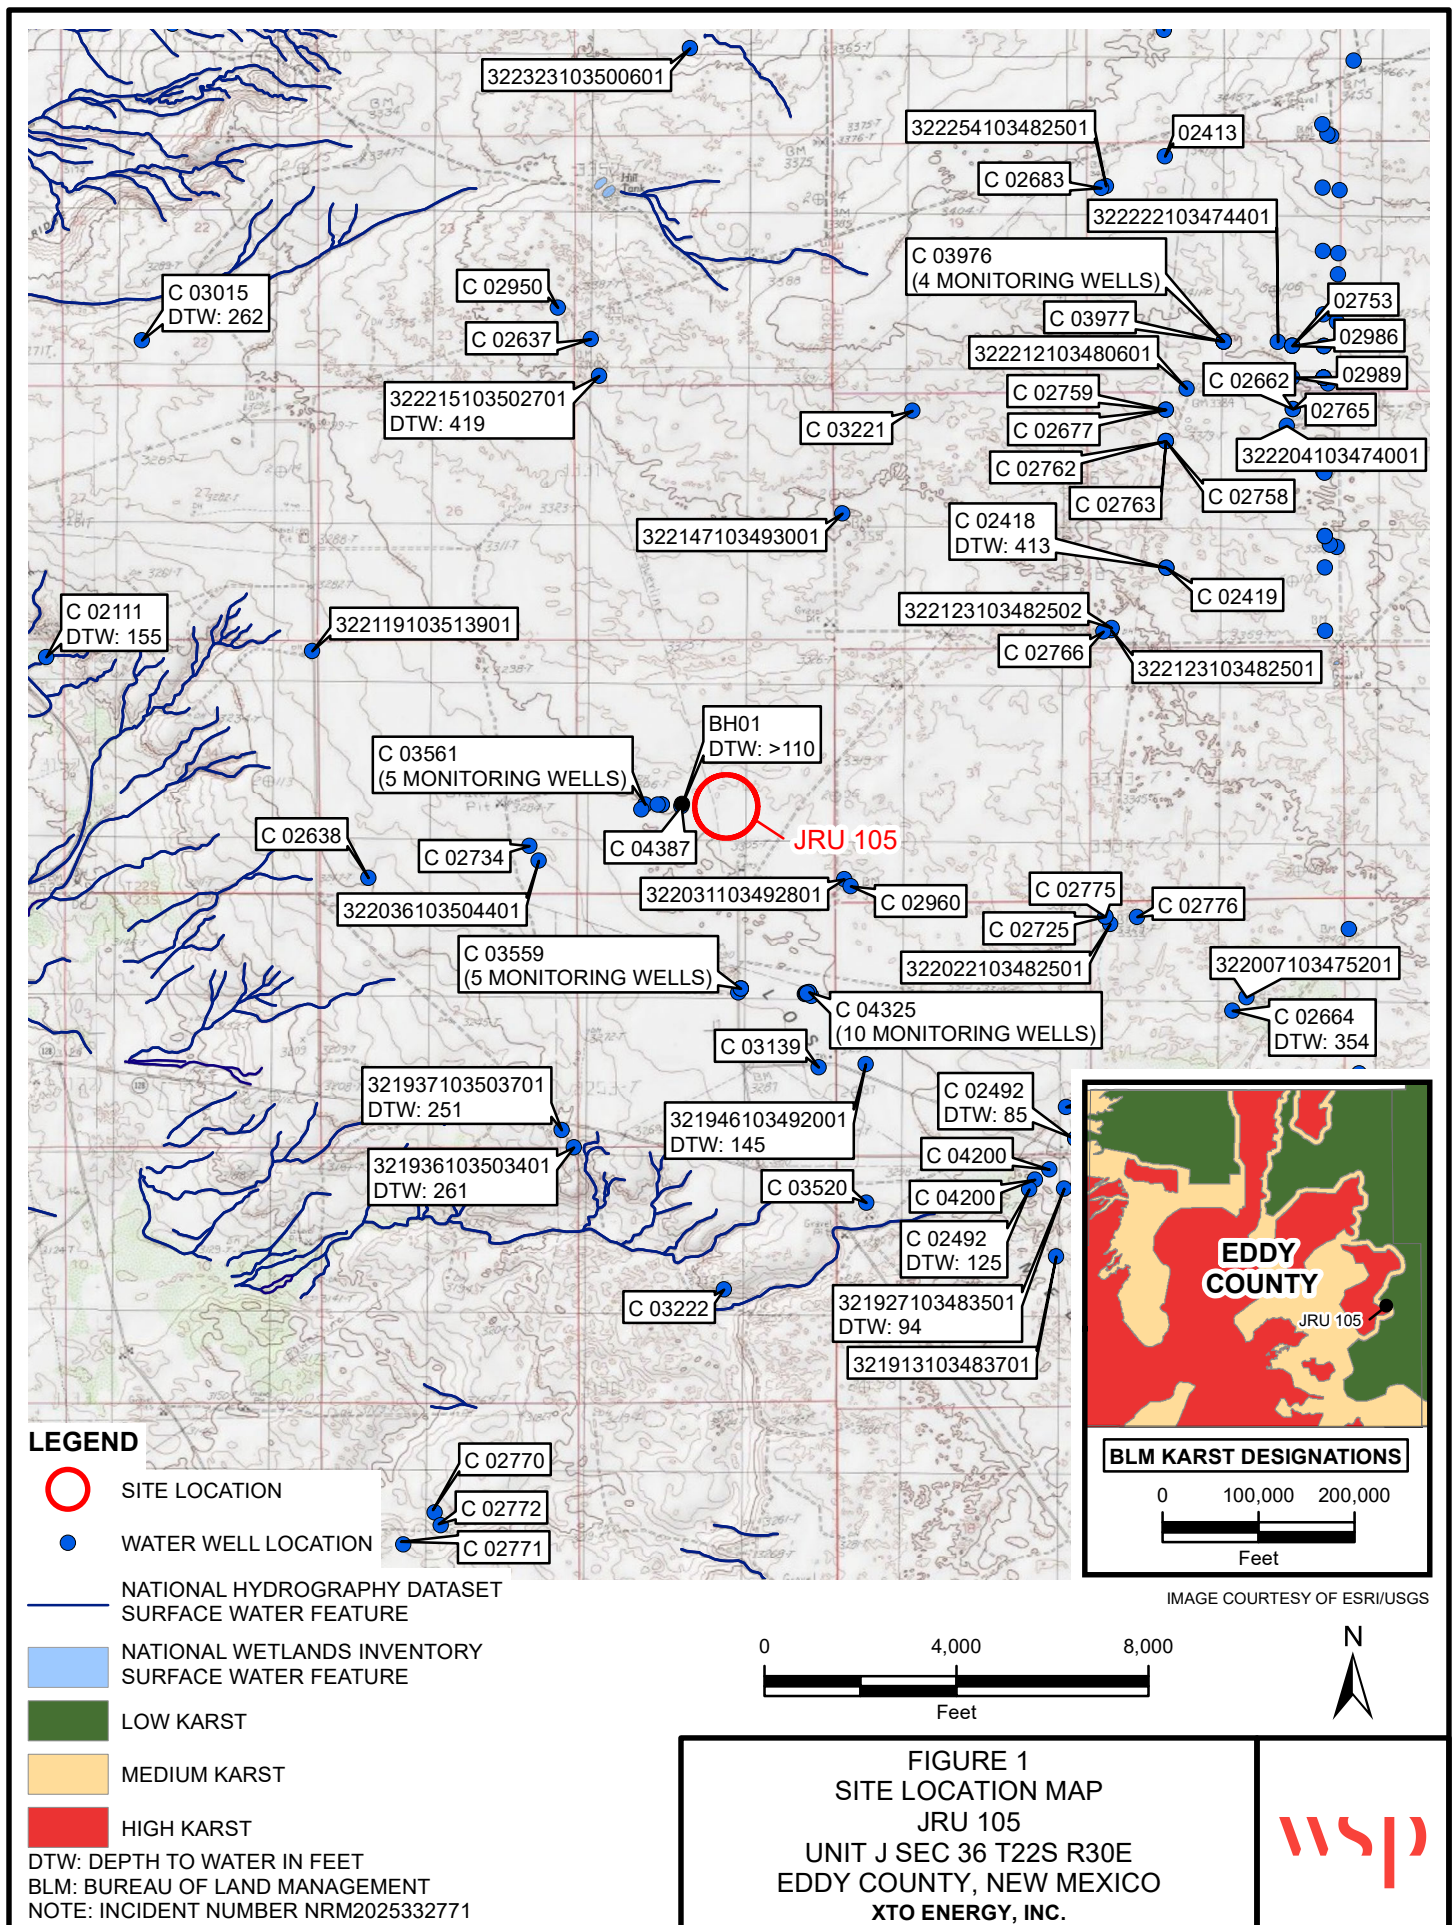 322323103500601
322254103482501
02413
C 02683
322222103474401
C 03976
(4 MONITORING WELLS)
C 03015
DTW: 262
C 02950
02753
C 03977
02986
C 02637
322212103480601
02989
C 02662
322215103502701
DTW: 419
C 02759
02765
C 03221
C 02677
322204103474001
C 02762
C 02758
C 02763
322147103493001
C 02418
DTW: 413
C 02419
C 02111
DTW: 155
322119103513901
322123103482502
C 02766
322123103482501
BH01
DTW: >110
C 03561
(5 MONITORING WELLS)
JRU 105
C 02638
C 02734
C 04387
322036103504401
322031103492801
C 02960
C 02775
C 02776
C 02725
322022103482501
C 03559
(5 MONITORING WELLS)
322007103475201
C 04325
(10 MONITORING WELLS)
C 02664
DTW: 354
C 03139
321937103503701
DTW: 251
C 02492
DTW: 85
321946103492001
DTW: 145
321936103503401
DTW: 261
C 04200
C 03520
C 04200
C 02492
DTW: 125
C 03222
321927103483501
DTW: 94
321913103483701
EDDY
COUNTY
JRU 105
BLM KARST DESIGNATIONS
0 100,000 200,000
Feet
C 02770
C 02772
C 02771
LEGEND
SITE LOCATION
WATER WELL LOCATION
NATIONAL HYDROGRAPHY DATASET
SURFACE WATER FEATURE
NATIONAL WETLANDS INVENTORY
SURFACE WATER FEATURE
LOW KARST
MEDIUM KARST
HIGH KARST
DTW: DEPTH TO WATER IN FEET
BLM: BUREAU OF LAND MANAGEMENT
NOTE: INCIDENT NUMBER NRM2025332771
IMAGE COURTESY OF ESRI/USGS
0 4,000 8,000
Feet
N
FIGURE 1
SITE LOCATION MAP
JRU 105
UNIT J SEC 36 T22S R30E
EDDY COUNTY, NEW MEXICO
XTO ENERGY, INC.
wsp